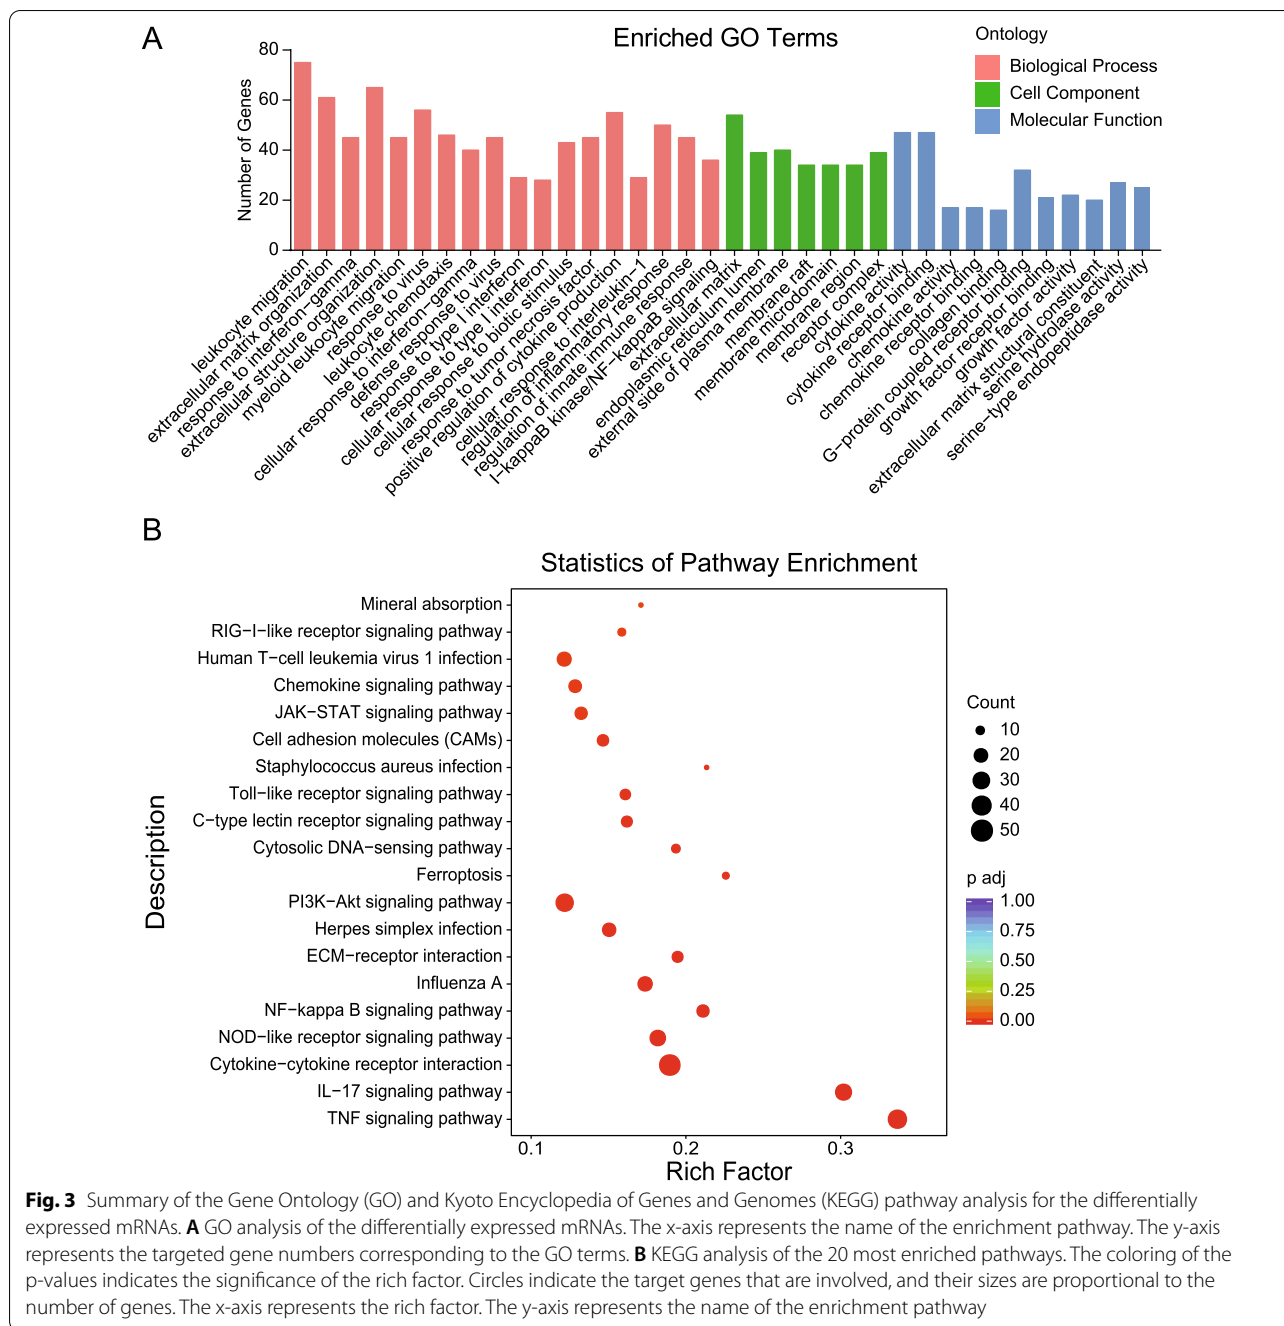 A
Enriched GO Terms
Ontology
Biological Process
Cell Component
Molecular Function
Number of Genes
80
60
40
20
0
leukocyte migration
extracellular matrix organization
response to interferon−gamma
extracellular structure organization
myeloid leukocyte migration
response to virus
leukocyte chemotaxis
cellular response to interferon−gamma
defense response to virus
response to type I interferon
cellular response to type I interferon
cellular response to biotic stimulus
response to tumor necrosis factor
positive regulation of cytokine production
cellular response to interleukin−1
regulation of inflammatory response
regulation of innate immune response
I−kappaB kinase/NF−kappaB signaling
extracellular matrix
endoplasmic reticulum lumen
external side of plasma membrane
membrane raft
membrane microdomain
membrane region
receptor complex
cytokine activity
cytokine receptor binding
chemokine activity
chemokine receptor binding
collagen binding
G−protein coupled receptor binding
growth factor receptor binding
growth factor activity
extracellular matrix structural constituent
serine hydrolase activity
serine−type endopeptidase activity
B
Statistics of Pathway Enrichment
Description
Mineral absorption
RIG−I−like receptor signaling pathway
Human T−cell leukemia virus 1 infection
Chemokine signaling pathway
JAK−STAT signaling pathway
Cell adhesion molecules (CAMs)
Staphylococcus aureus infection
Toll−like receptor signaling pathway
C−type lectin receptor signaling pathway
Cytosolic DNA−sensing pathway
Ferroptosis
PI3K−Akt signaling pathway
Herpes simplex infection
ECM−receptor interaction
Influenza A
NF−kappa B signaling pathway
NOD−like receptor signaling pathway
Cytokine−cytokine receptor interaction
IL−17 signaling pathway
TNF signaling pathway
0.1 0.2 0.3
Rich Factor
Count
10
20
30
40
50
p adj
1.00
0.75
0.50
0.25
0.00
Fig. 3 Summary of the Gene Ontology (GO) and Kyoto Encyclopedia of Genes and Genomes (KEGG) pathway analysis for the differentially
expressed mRNAs. A GO analysis of the differentially expressed mRNAs. The x-axis represents the name of the enrichment pathway. The y-axis
represents the targeted gene numbers corresponding to the GO terms. B KEGG analysis of the 20 most enriched pathways. The coloring of the
p-values indicates the significance of the rich factor. Circles indicate the target genes that are involved, and their sizes are proportional to the
number of genes. The x-axis represents the rich factor. The y-axis represents the name of the enrichment pathway